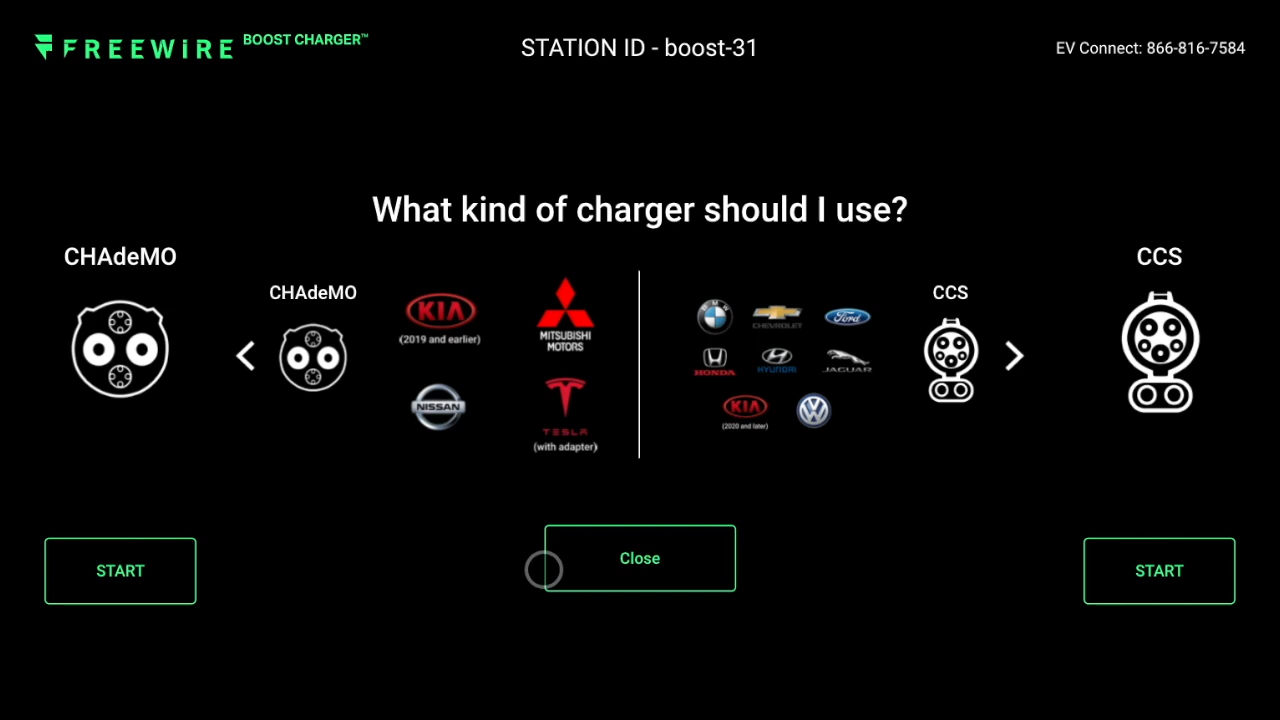 FREEWIRE BOOST CHARGER™
STATION ID - boost-31
EV Connect: 866-816-7584
What kind of charger should I use?
CHAdeMO
CHAdeMO
KIA
(2019 and earlier)
MITSUBISHI
MOTORS
NISSAN
TESLA
(with adapter)
BMW
CHEVROLET
Ford
HONDA
HYUNDAI
JAGUAR
KIA
(2020 and later)
CCS
CCS
START
Close
START